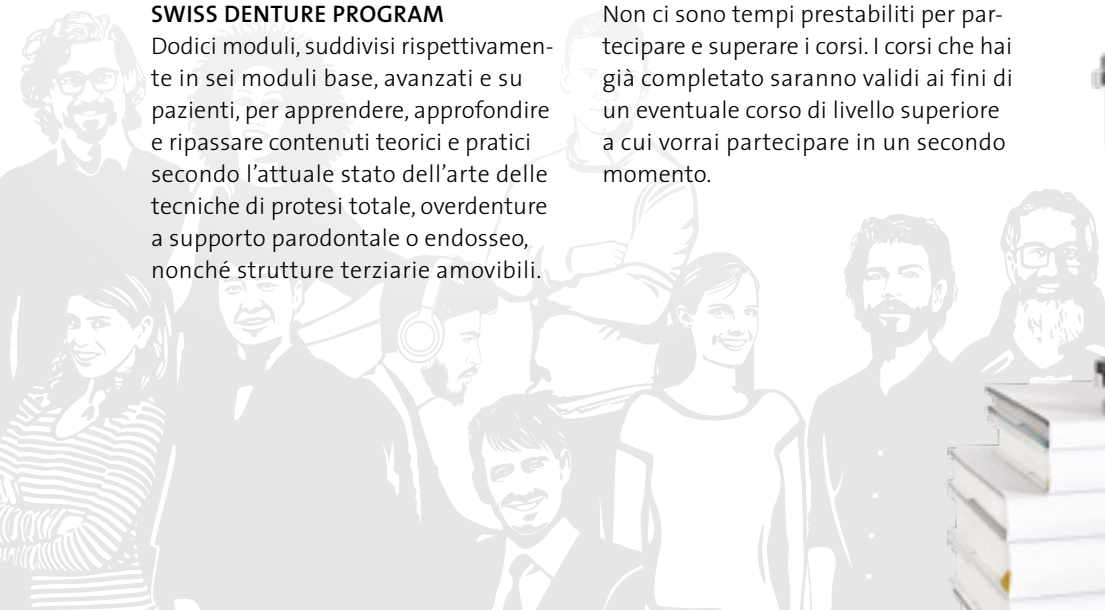 SWISS DENTURE PROGRAM
Dodici moduli, suddivisi rispettivamen-
te in sei moduli base, avanzati e su
pazienti, per apprendere, approfondire
e ripassare contenuti teorici e pratici
secondo l’attuale stato dell’arte delle
tecniche di protesi totale, overdenture
a supporto parodontale o endosseo,
nonché strutture terziarie amovibili.
Non ci sono tempi prestabiliti per par-
tecipare e superare i corsi. I corsi che hai
già completato saranno validi ai fini di
un eventuale corso di livello superiore
a cui vorrai partecipare in un secondo
momento.